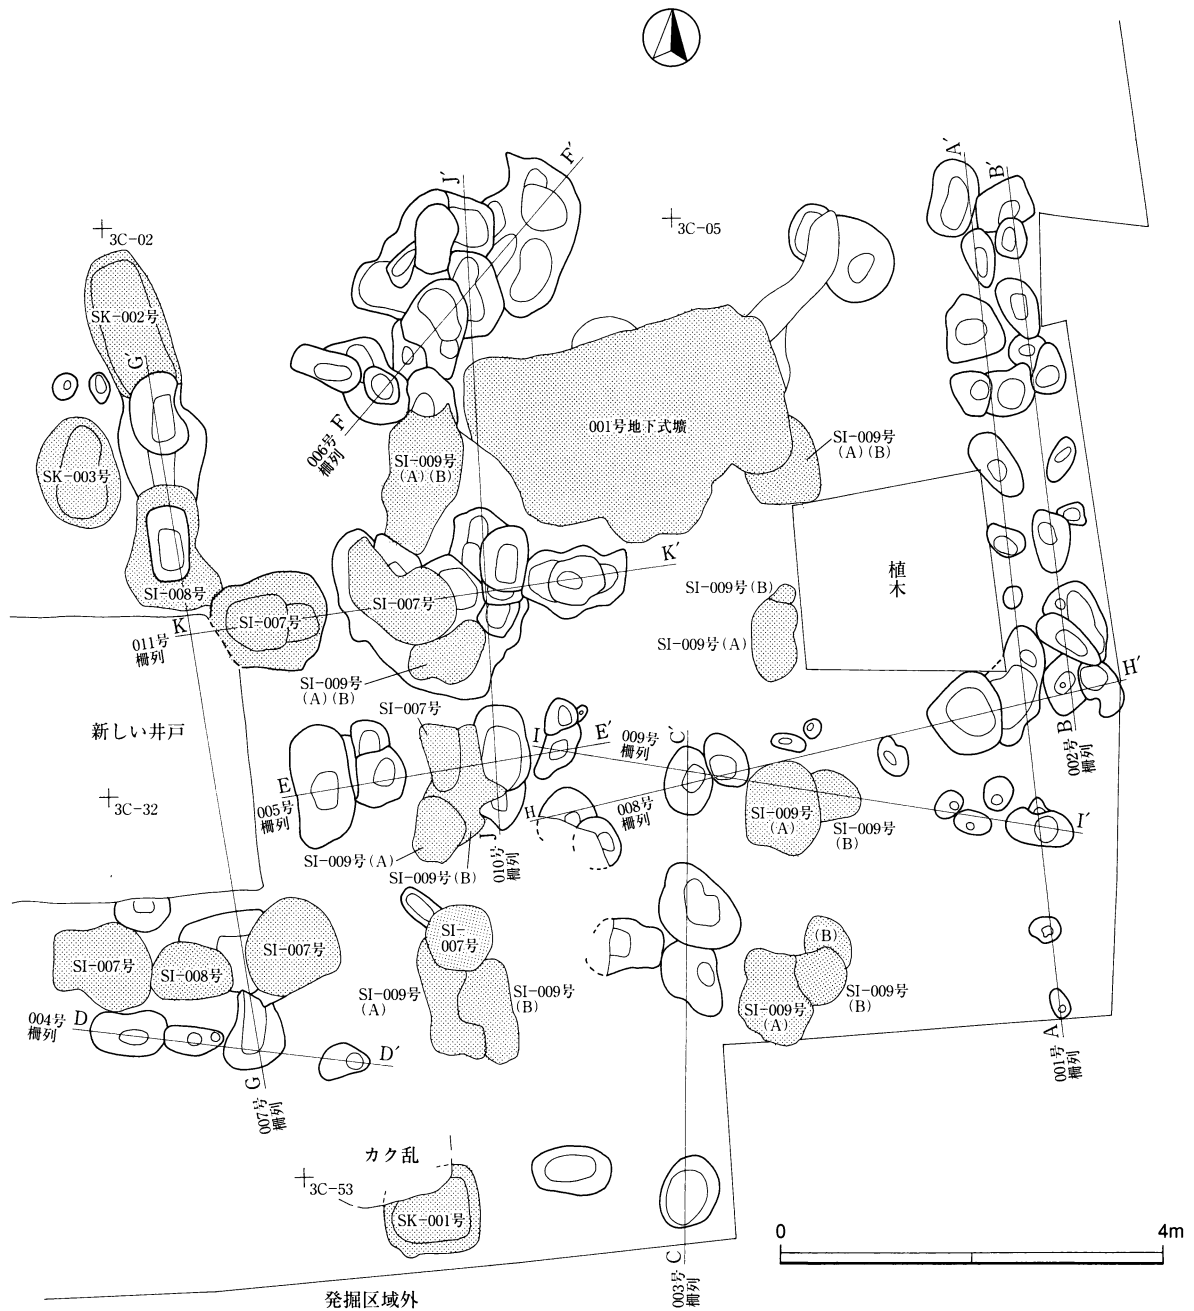 F′
A′
B′
J′
3C-02
3C-05
SK-002号
G′
SK-003号
006号
柵列
F
SI-009号
(A)(B)
001号地下式壙
SI-009号
(A)(B)
K′
植木
SI-008号
SI-007号
SI-007号
SI-009号(B)
SI-009号(A)
K
011号
柵列
SI-009号
(A)(B)
SI-007号
H′
新しい井戸
I
E′
009号
柵列
C′
B
002号
柵列
E
005号
柵列
3C-32
H
008号
柵列
SI-009号
(A)
SI-009号
(B)
I′
J
010号
柵列
SI-009号(A)
SI-009号(B)
SI-007号
SI-008号
SI-007号
SI-
007号
SI-009号
(A)
SI-009号
(B)
(B)
SI-009号
(B)
SI-009号
(A)
004号
柵列
D
D′
A
001号
柵列
G
007号
柵列
カク乱
3C-53
SK-001号
0
4m
C
003号
柵列
発掘区域外